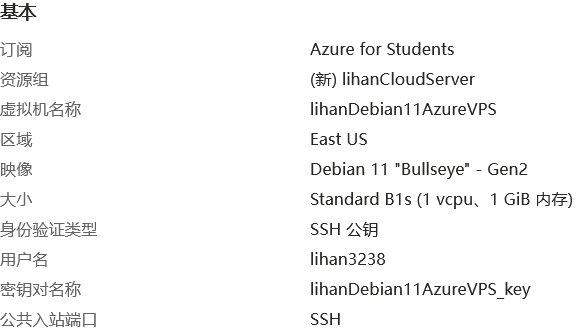 基本
订阅 Azure for Students
资源组 (新) lihanCloudServer
虚拟机名称 lihanDebian11AzureVPS
区域 East US
映像 Debian 11 "Bullseye" - Gen2
大小 Standard B1s (1 vcpu、1 GiB 内存)
身份验证类型 SSH 公钥
用户名 lihan3238
密钥对名称 lihanDebian11AzureVPS_key
公共入站端口 SSH